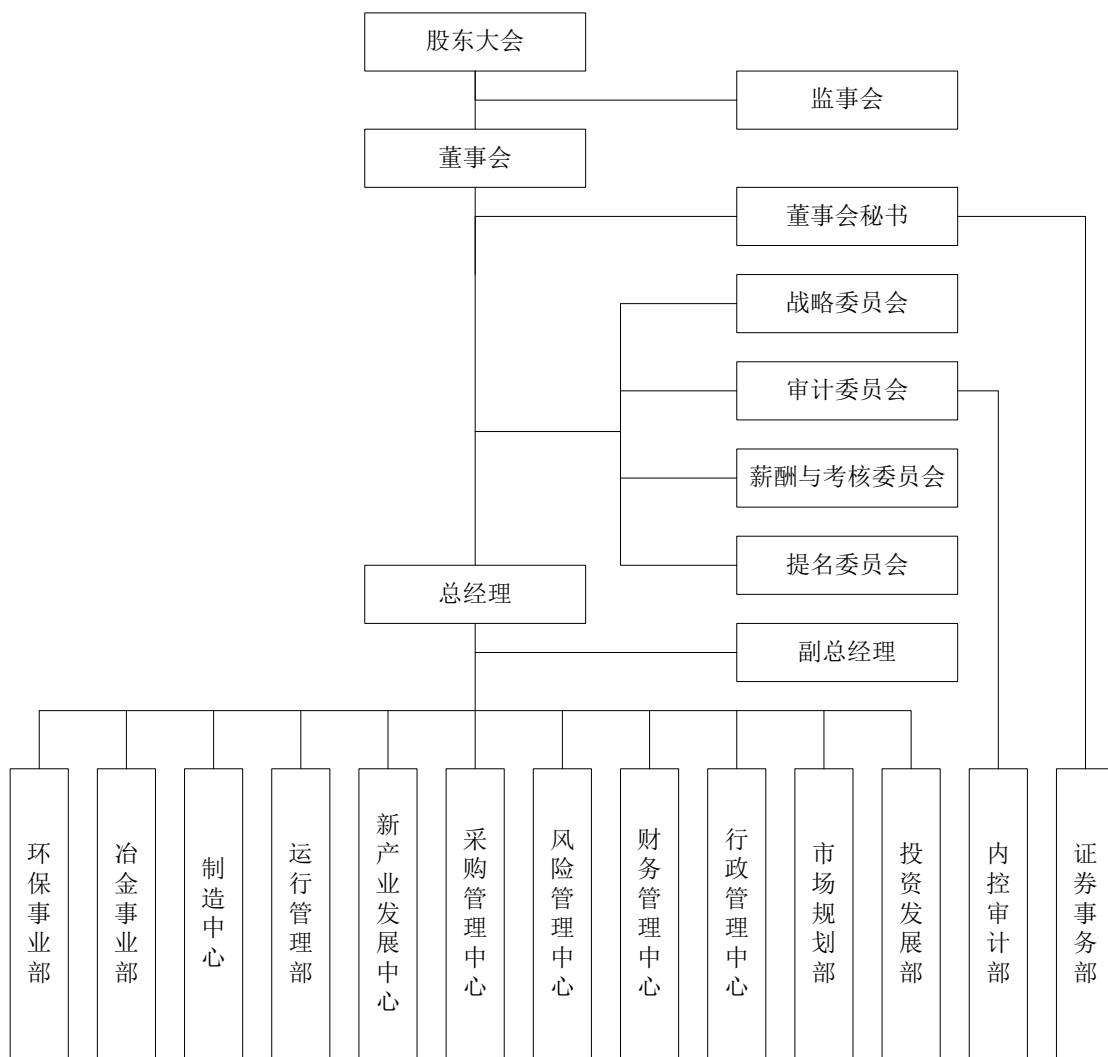 股东大会
监事会
董事会
董事会秘书
战略委员会
审计委员会
薪酬与考核委员会
提名委员会
总经理
副总经理
环保事业部
冶金事业部
制造中心
运行管理部
新产业发展中心
采购管理中心
风险管理中心
财务管理中心
行政管理中心
市场规划部
投资发展部
内控审计部
证券事务部